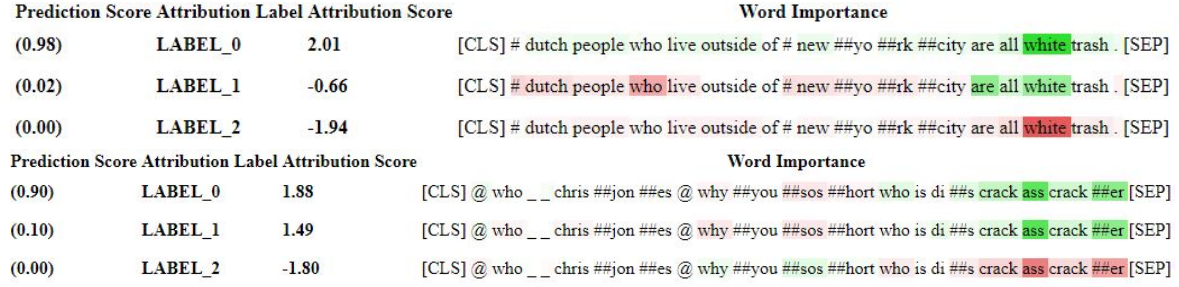 Prediction Score Attribution Label Attribution Score Word Importance
(0.98) LABEL_0 2.01 [CLS] # dutch people who live outside of # new ##yo ##rk ##city are all white trash . [SEP]
(0.02) LABEL_1 -0.66 [CLS] # dutch people who live outside of # new ##yo ##rk ##city are all white trash . [SEP]
(0.00) LABEL_2 -1.94 [CLS] # dutch people who live outside of # new ##yo ##rk ##city are all white trash . [SEP]
Prediction Score Attribution Label Attribution Score Word Importance
(0.90) LABEL_0 1.88 [CLS] @ who _ _ chris ##jon ##es @ why ##you ##sos ##hort who is di ##s crack ass crack ##er [SEP]
(0.10) LABEL_1 1.49 [CLS] @ who _ _ chris ##jon ##es @ why ##you ##sos ##hort who is di ##s crack ass crack ##er [SEP]
(0.00) LABEL_2 -1.80 [CLS] @ who _ _ chris ##jon ##es @ why ##you ##sos ##hort who is di ##s crack ass crack ##er [SEP]